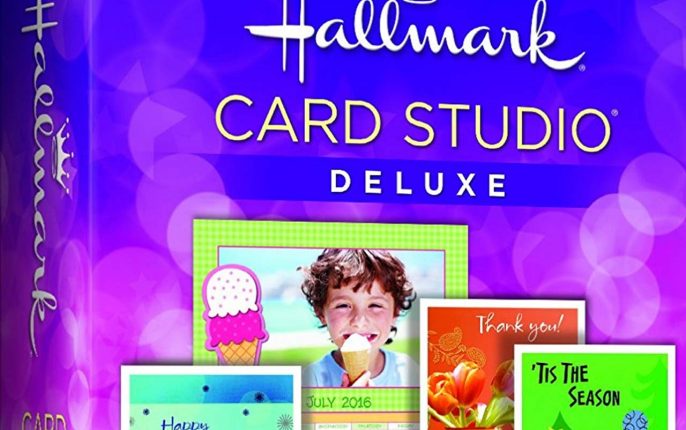 Hallmark
Hallmark
CARD STUDIO®
DELUXE
Thank you!
'TIS THE
SEASON
JULY 2016
Happy
CARD